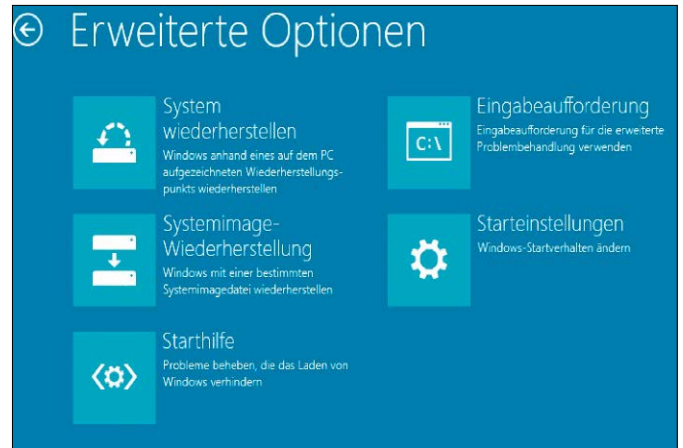 Erweiterte Optionen
System
wiederherstellen
Windows anhand eines auf dem PC
aufgezeichneten Wiederherstellungs-
punkts wiederherstellen
Systemimage-
Wiederherstellung
Windows mit einer bestimmten
Systemimagedatei wiederherstellen
Starthilfe
Probleme beheben, die das Laden von
Windows verhindern
C:\
Eingabeaufforderung
Eingabeaufforderung für die erweiterte
Problembehandlung verwenden
Starteinstellungen
Windows-Startverhalten ändern